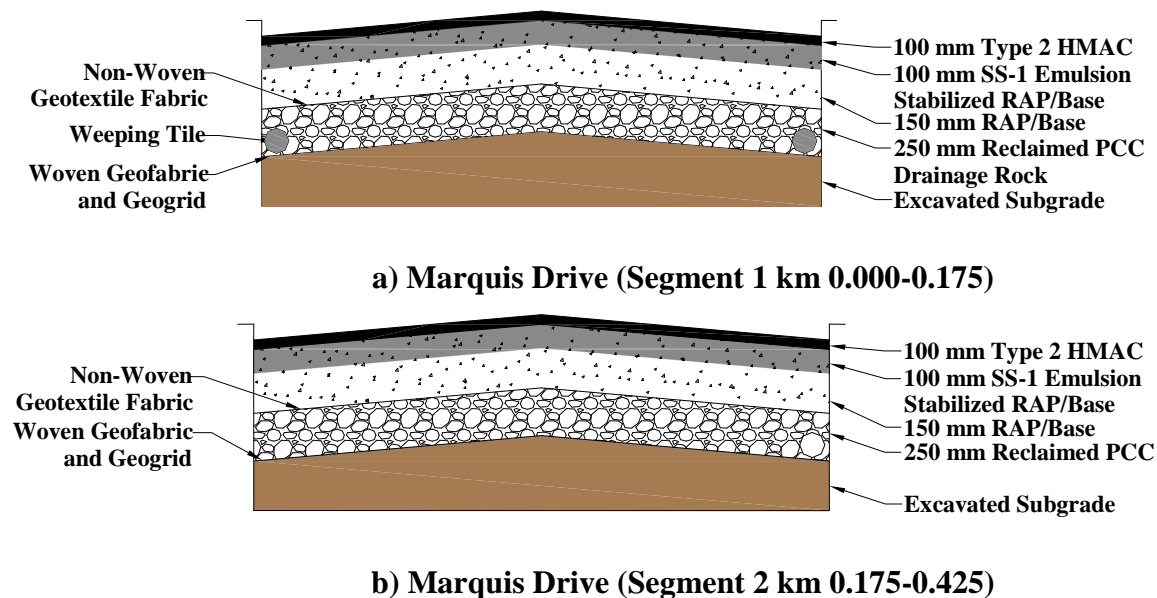 Non-Woven
Geotextile Fabric
Weeping Tile
Woven Geofabric
and Geogrid
100 mm Type 2 HMAC
100 mm SS-1 Emulsion
Stabilized RAP/Base
150 mm RAP/Base
250 mm Reclaimed PCC
Drainage Rock
Excavated Subgrade
a) Marquis Drive (Segment 1 km 0.000-0.175)
Non-Woven
Geotextile Fabric
Woven Geofabric
and Geogrid
100 mm Type 2 HMAC
100 mm SS-1 Emulsion
Stabilized RAP/Base
150 mm RAP/Base
250 mm Reclaimed PCC
Excavated Subgrade
b) Marquis Drive (Segment 2 km 0.175-0.425)